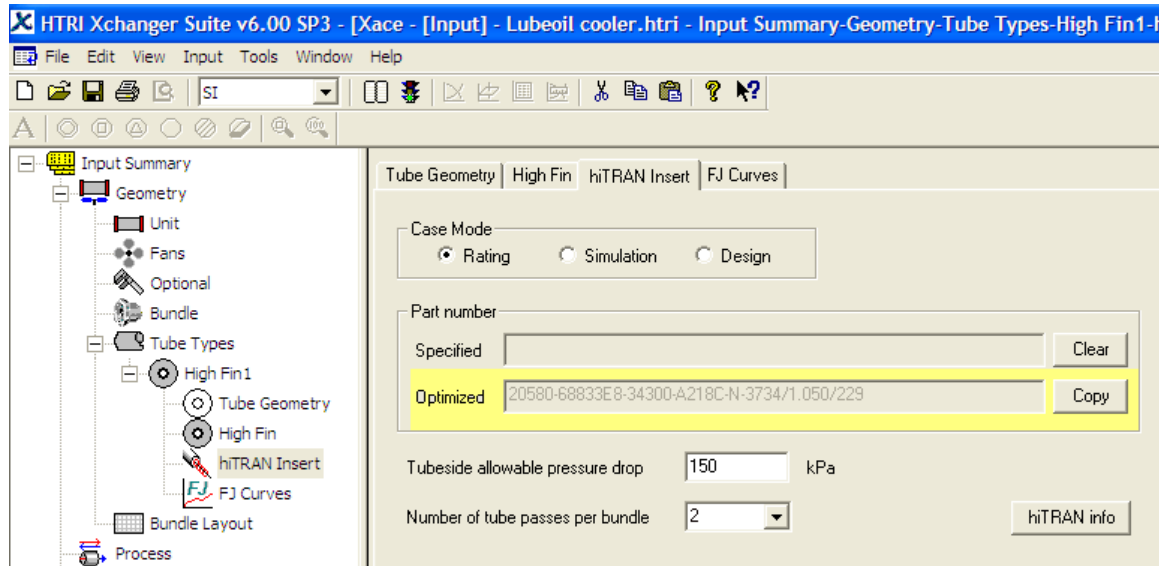 HTRI Xchanger Suite v6.00 SP3 - [Xace - [Input] - Lubeoil cooler.htri - Input Summary-Geometry-Tube Types-High Fin1-h
File Edit View Input Tools Window Help
SI
Input Summary
Geometry
Unit
Fans
Optional
Bundle
Tube Types
High Fin1
Tube Geometry
High Fin
hiTRAN Insert
FJ Curves
Bundle Layout
Process
Tube Geometry High Fin hiTRAN Insert FJ Curves
Case Mode
Rating Simulation Design
Part number
Specified Clear
Optimized 20580-68833E8-34300-A218C-N-3734/1.050/229 Copy
Tubeside allowable pressure drop 150 kPa
Number of tube passes per bundle 2 hiTRAN info